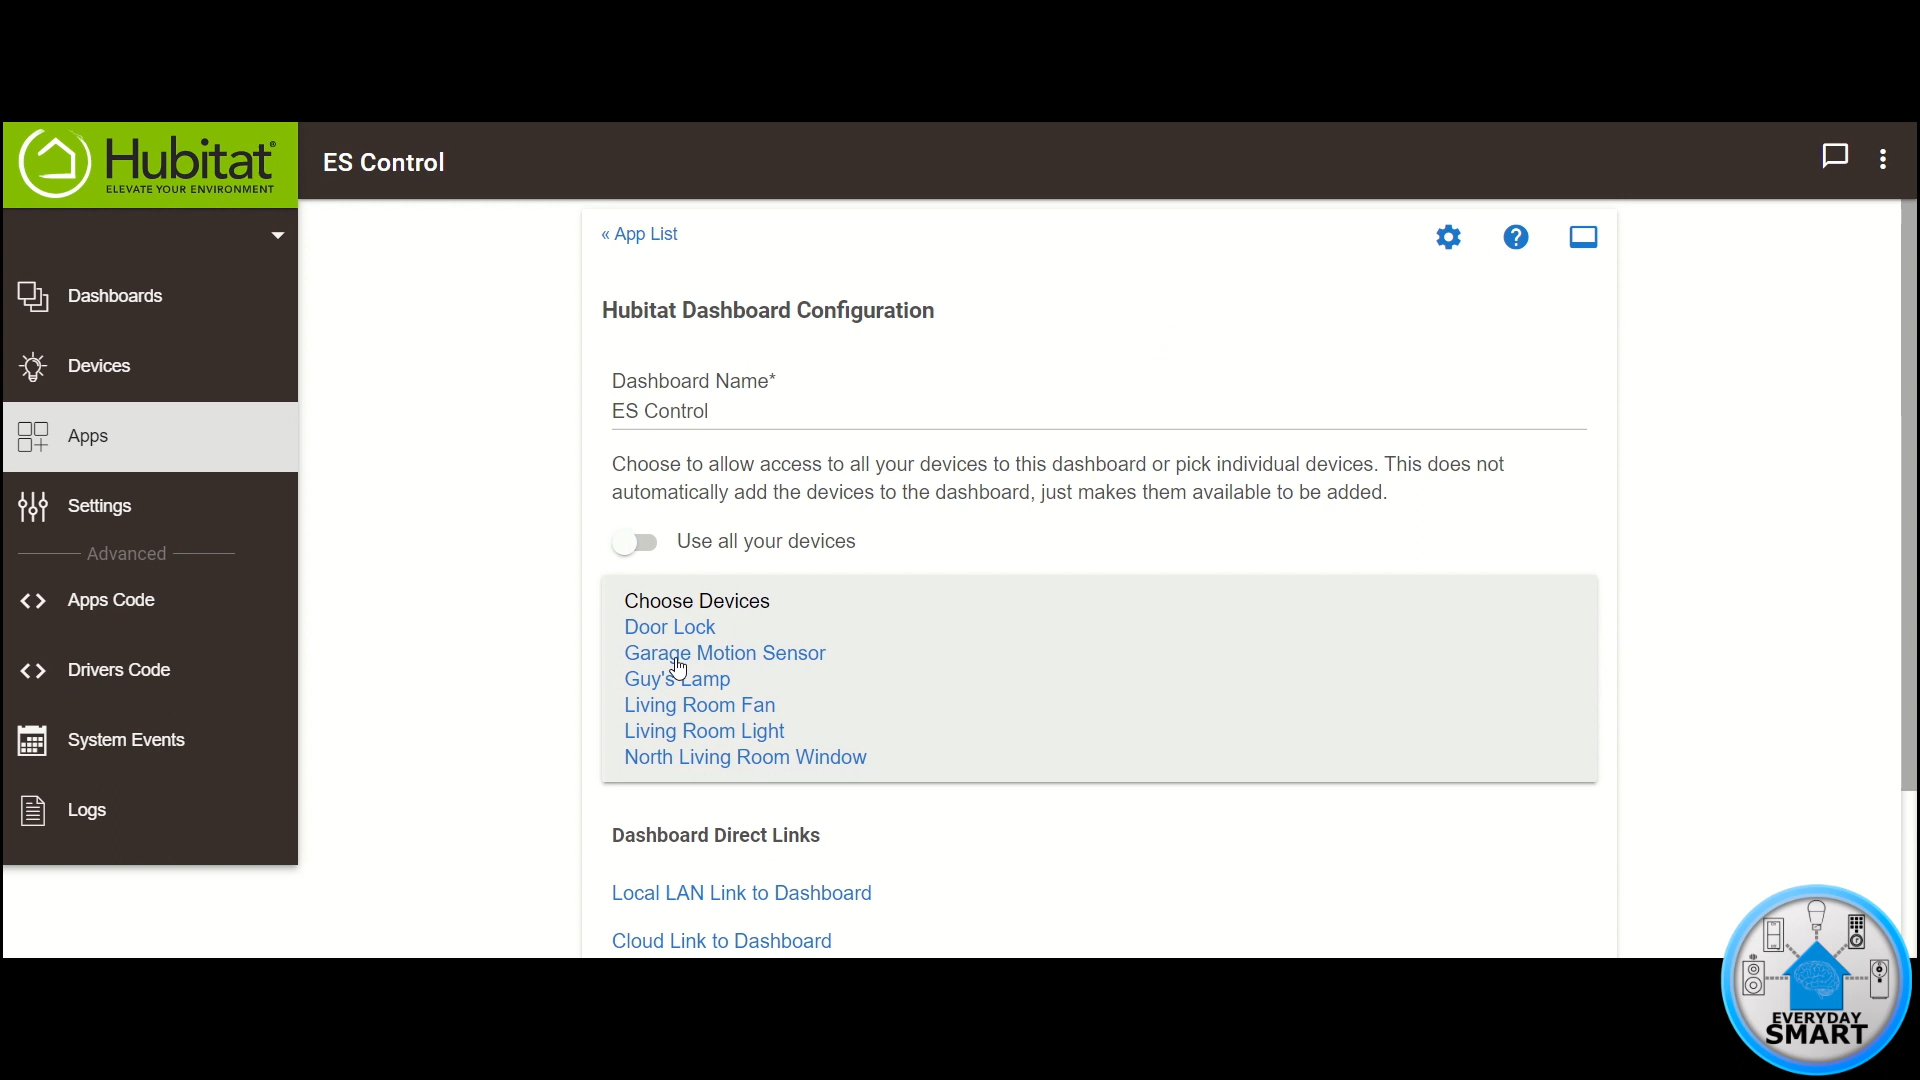 Hubitat®
ELEVATE YOUR ENVIRONMENT
ES Control
Dashboards
Devices
Apps
Settings
Advanced
Apps Code
Drivers Code
System Events
Logs
« App List
?
Hubitat Dashboard Configuration
Dashboard Name*
ES Control
Choose to allow access to all your devices to this dashboard or pick individual devices. This does not
automatically add the devices to the dashboard, just makes them available to be added.
Use all your devices
Choose Devices
Door Lock
Garage Motion Sensor
Guy's Lamp
Living Room Fan
Living Room Light
North Living Room Window
Dashboard Direct Links
Local LAN Link to Dashboard
Cloud Link to Dashboard
EVERYDAY
SMART